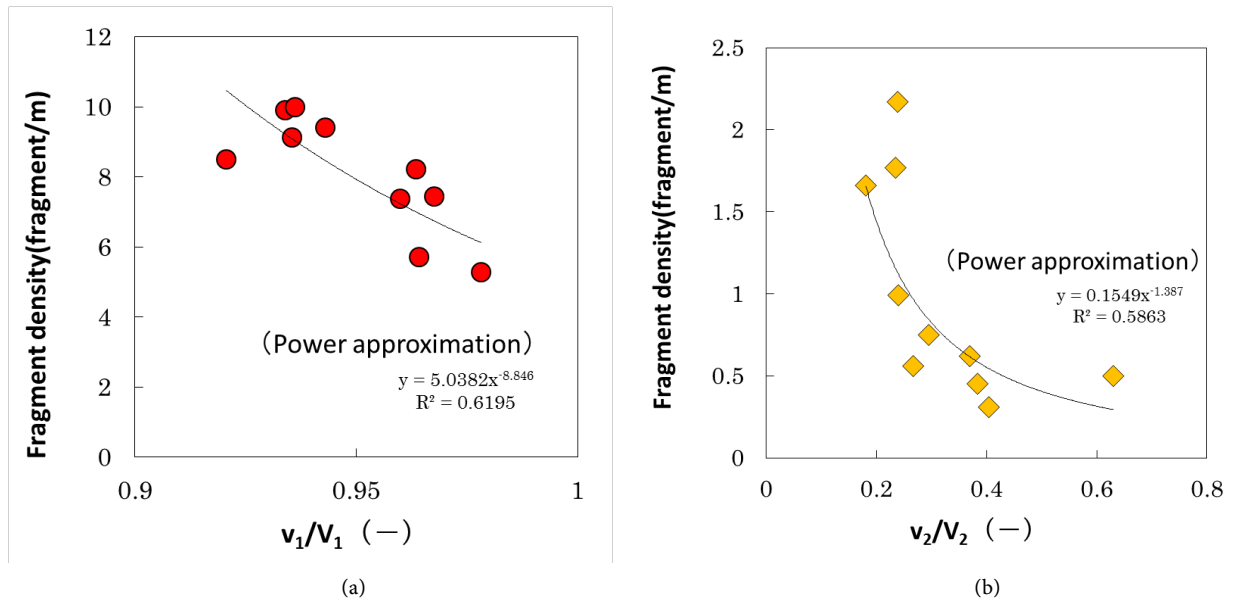 12
10
8
6
4
2
0
0.9
0.95
1
Fragment density(fragment/m)
v₁/V₁（－）
（Power approximation）
y = 5.0382x⁻⁸·⁸⁴⁶
R² = 0.6195
(a)
2.5
2
1.5
1
0.5
0
0
0.2
0.4
0.6
0.8
Fragment density(fragment/m)
v₂/V₂（－）
（Power approximation）
y = 0.1549x⁻¹·³⁸⁷
R² = 0.5863
(b)